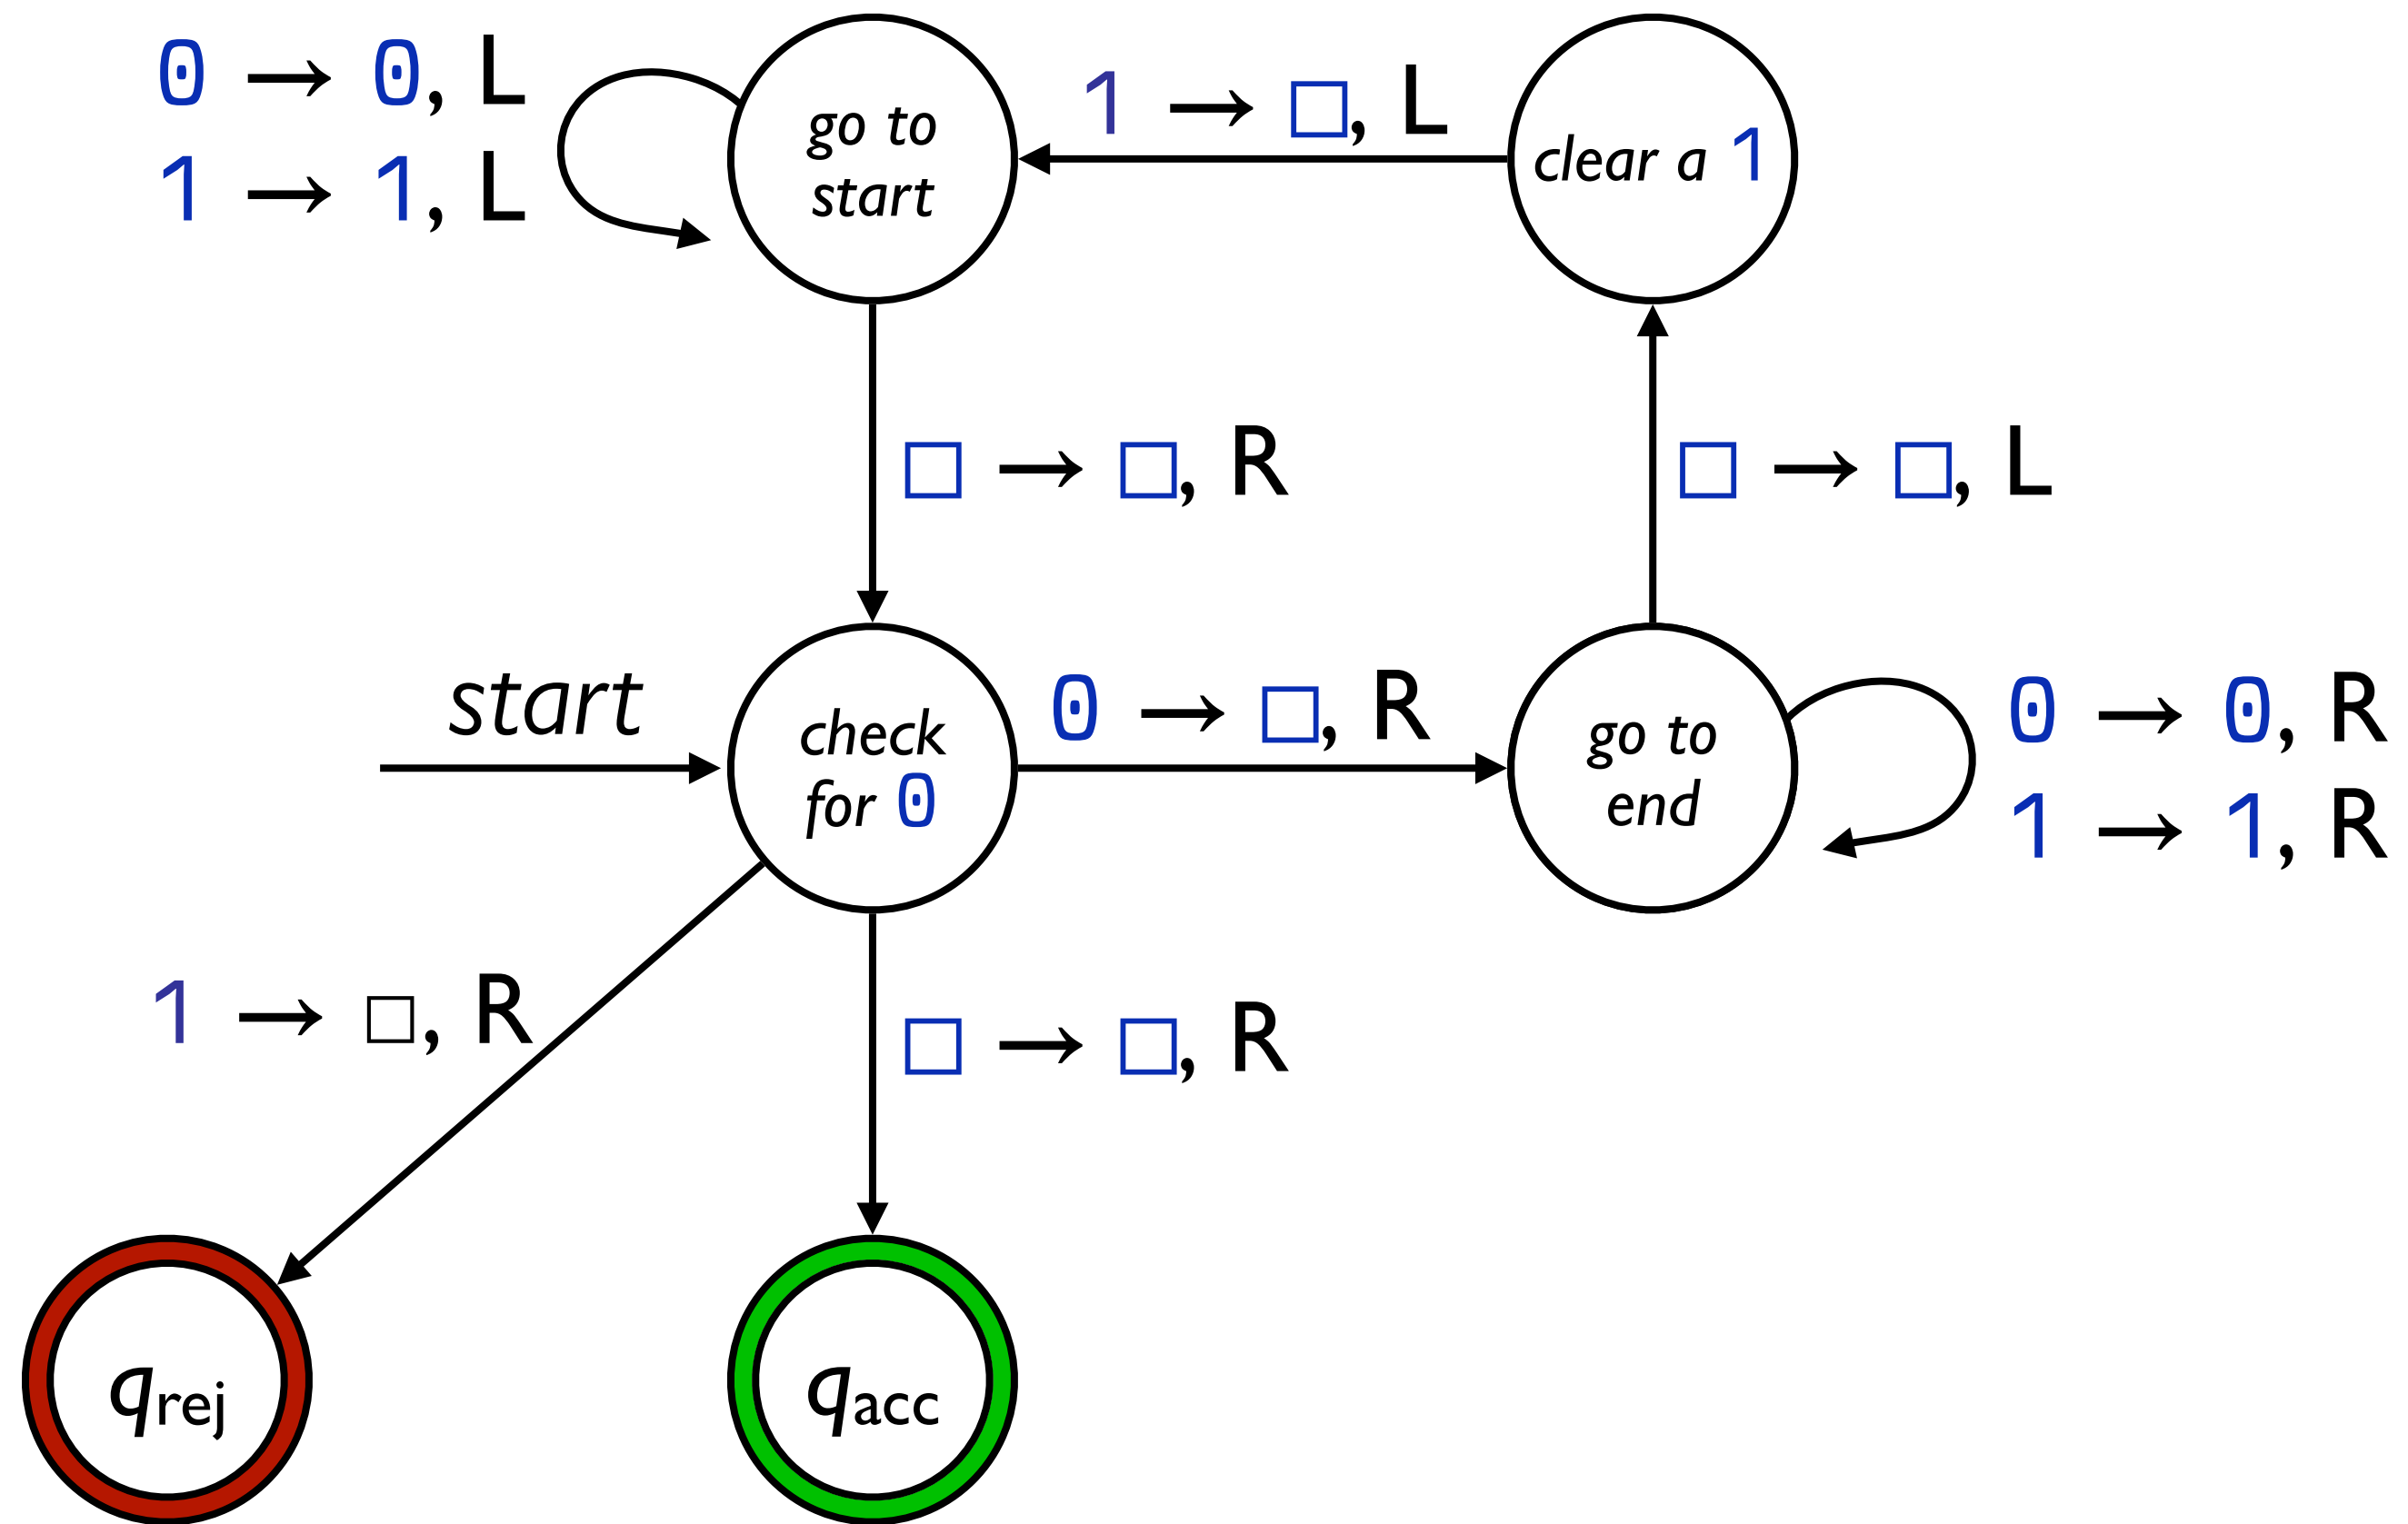 0 → 0, L
1 → 1, L
go to
start
1 → □, L
clear a 1
□ → □, R
□ → □, L
start
check
for 0
0 → □, R
go to
end
0 → 0, R
1 → 1, R
1 → □, R
□ → □, R
qrej
qacc